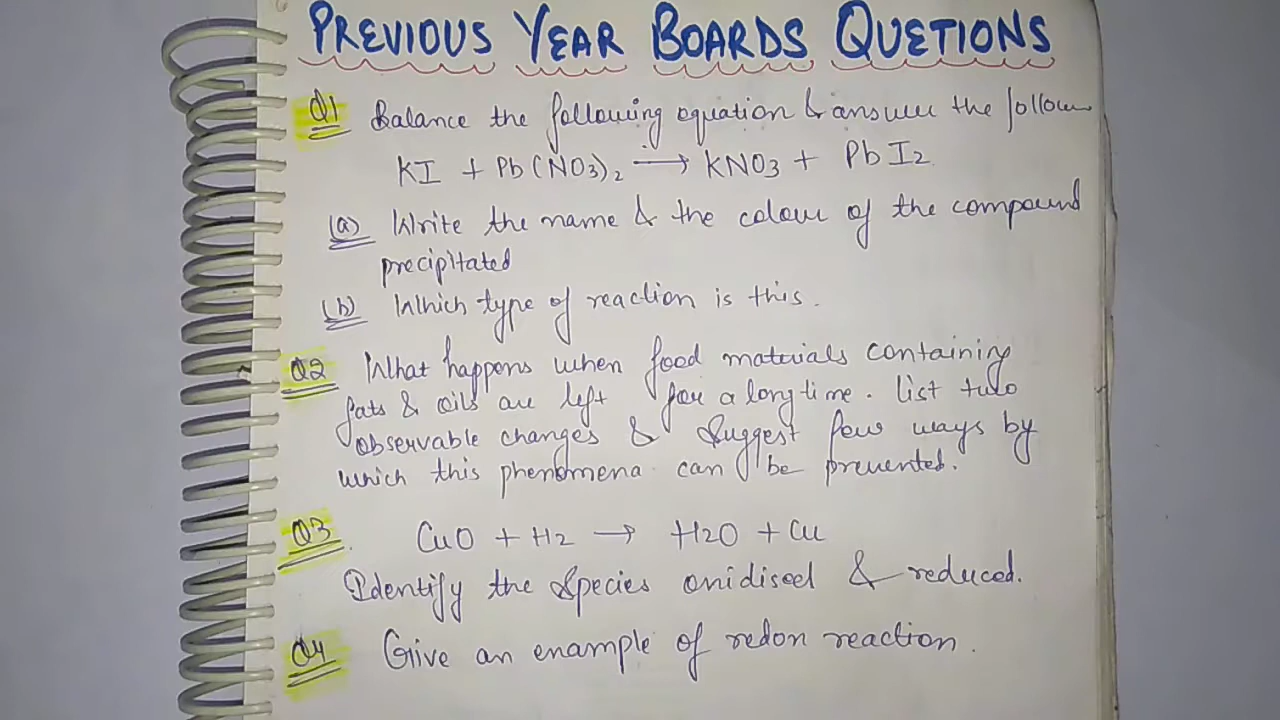 PREVIOUS YEAR BOARDS QUETIONS
Q1 Balance the following equation & answer the follow
KI + Pb(NO3)2 → KNO3 + PbI2
(a) Write the name & the colour of the compound
precipitated
(b) Which type of reaction is this.
Q2 What happens when food materials containing
fats & oils are left for a long time. list two
observable changes & Suggest few ways by
which this phenomena can be prevented.
Q3. CuO + H2 → H2O + Cu
Identify the Species oxidised & reduced.
Q4 Give an example of redox reaction.